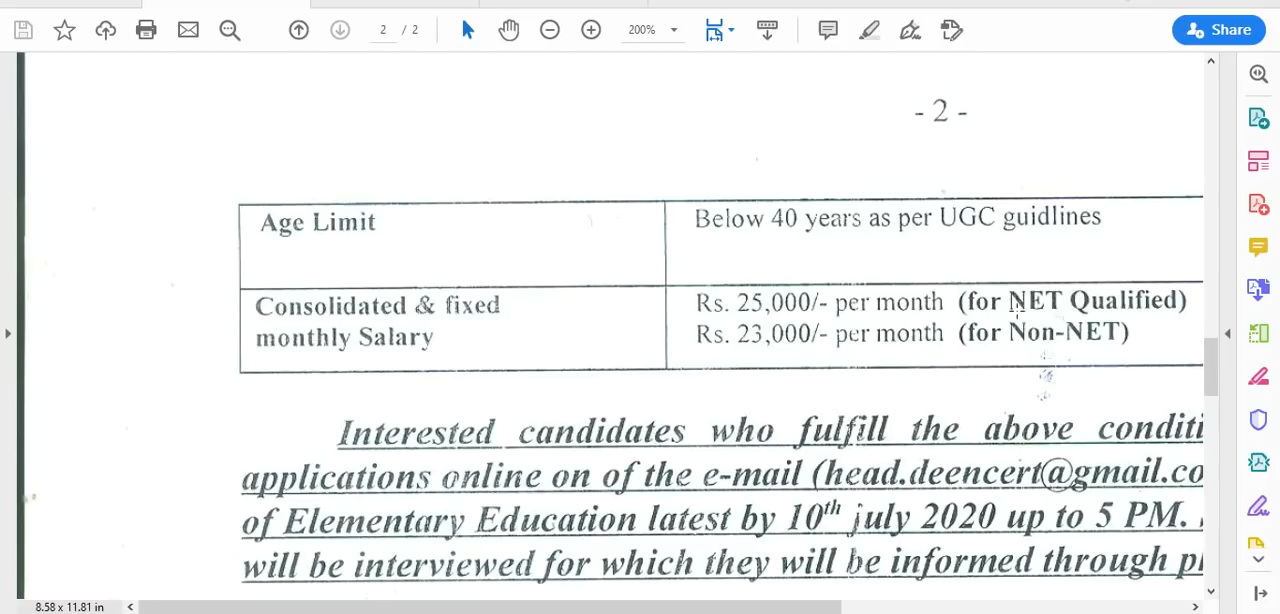 2 / 2
200%
Share
- 2 -
Age Limit
Below 40 years as per UGC guidlines
Consolidated & fixed
monthly Salary
Rs. 25,000/- per month (for NET Qualified)
Rs. 23,000/- per month (for Non-NET)
Interested candidates who fulfill the above conditi
applications online on of the e-mail (head.deencert@gmail.co
of Elementary Education latest by 10th july 2020 up to 5 PM.
will be interviewed for which they will be informed through p
8.58 x 11.81 in